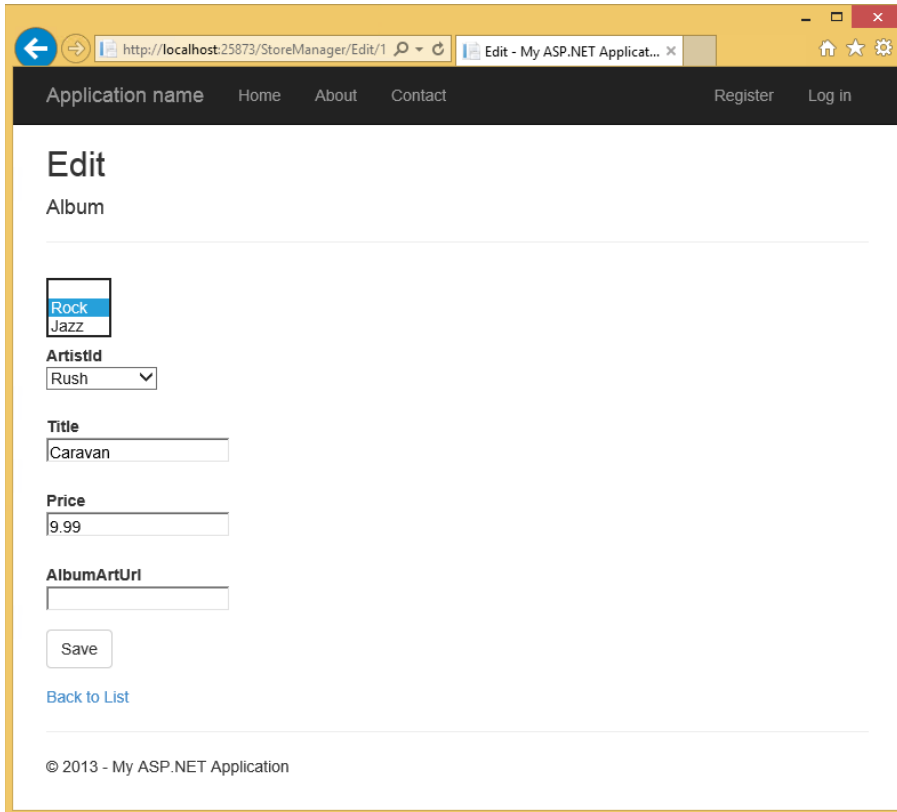 http://localhost:25873/StoreManager/Edit/1
Edit - My ASP.NET Applicat...
Application name Home About Contact Register Log in
Edit
Album
Rock
Jazz
ArtistId
Rush
Title
Caravan
Price
9.99
AlbumArtUrl
Save
Back to List
© 2013 - My ASP.NET Application